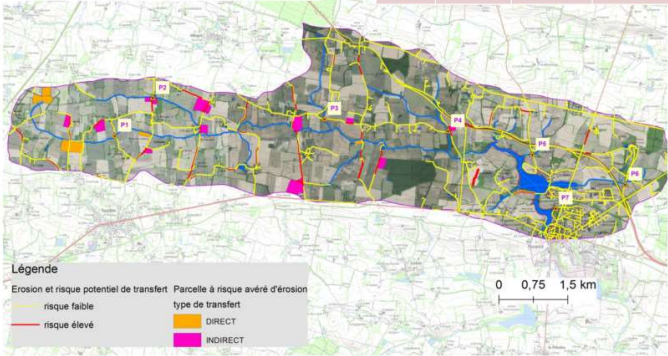 P2
P1
P3
P4
P5
P6
P7
Légende
Erosion et risque potentiel de transfert
risque faible
risque élevé
Parcelle à risque avéré d'érosion
type de transfert
DIRECT
INDIRECT
0 0,75 1,5 km